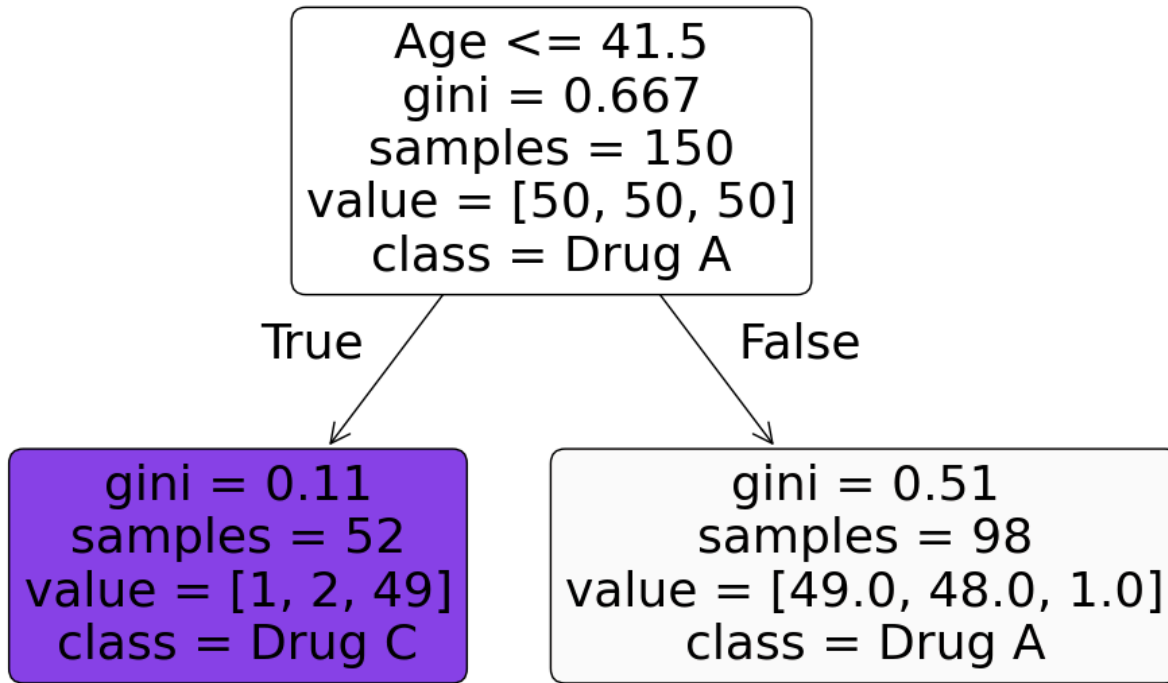 Age <= 41.5
gini = 0.667
samples = 150
value = [50, 50, 50]
class = Drug A
True
False
gini = 0.11
samples = 52
value = [1, 2, 49]
class = Drug C
gini = 0.51
samples = 98
value = [49.0, 48.0, 1.0]
class = Drug A